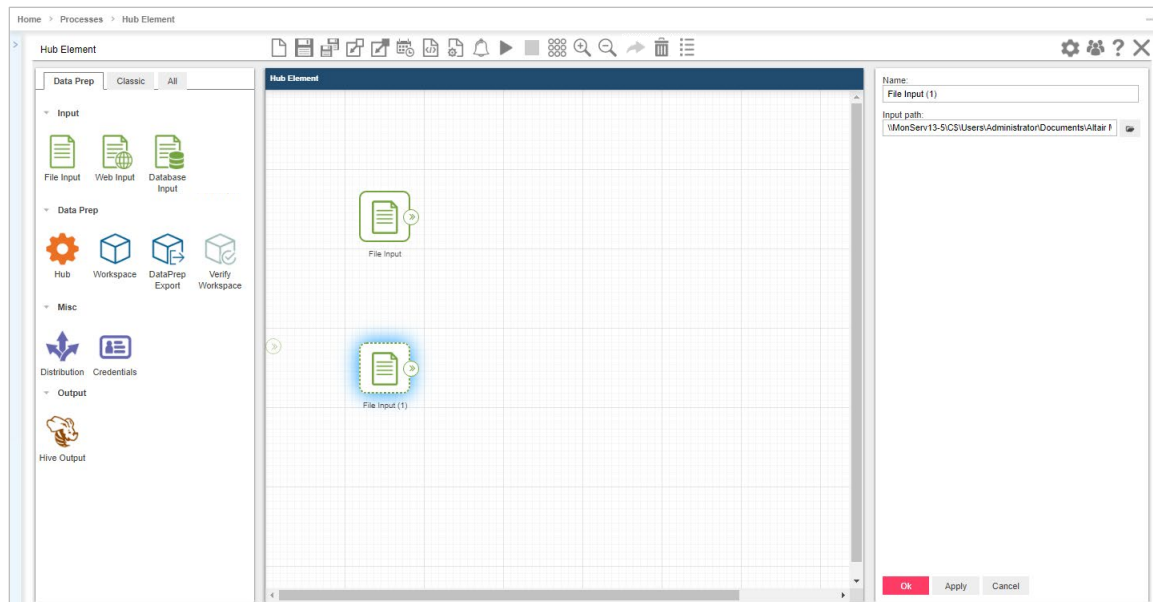 Home > Processes > Hub Element
Hub Element
Data Prep Classic All
Input
File Input Web Input Database Input
Data Prep
Hub Workspace DataPrep Export Verify Workspace
Misc
Distribution Credentials
Output
Hive Output
Hub Element
File Input
File Input (1)
Name:
File Input (1)
Input path:
\\MonServ13-5\C$\Users\Administrator\Documents\Altair
Ok Apply Cancel